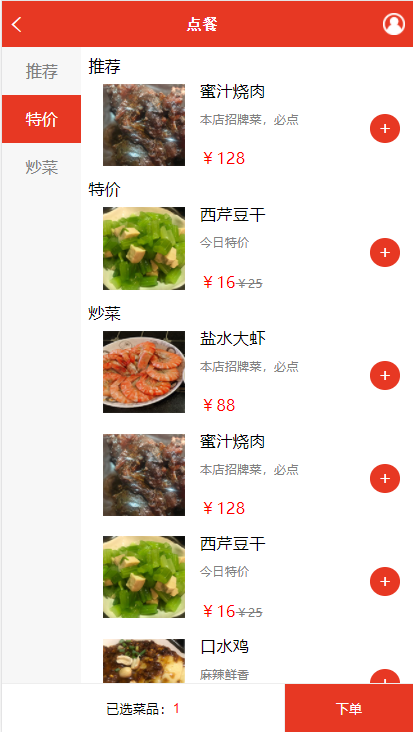 点餐
推荐
特价
炒菜
推荐
蜜汁烧肉
本店招牌菜，必点
￥128
特价
西芹豆干
今日特价
￥16￥25
炒菜
盐水大虾
本店招牌菜，必点
￥88
蜜汁烧肉
本店招牌菜，必点
￥128
西芹豆干
今日特价
￥16￥25
口水鸡
麻辣鲜香
已选菜品：1
下单